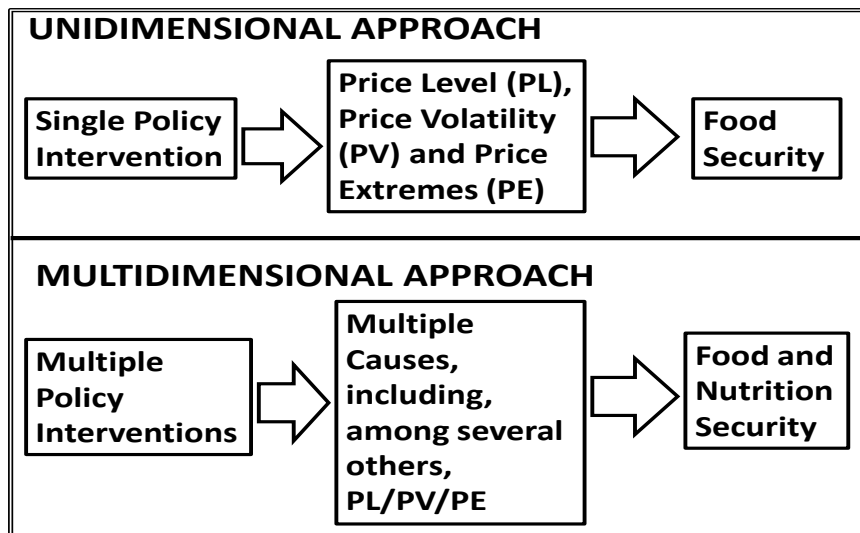 UNIDIMENSIONAL APPROACH
Single Policy
Intervention
Price Level (PL),
Price Volatility
(PV) and Price
Extremes (PE)
Food
Security
MULTIDIMENSIONAL APPROACH
Multiple
Policy
Interventions
Multiple
Causes,
including,
among several
others,
PL/PV/PE
Food and
Nutrition
Security